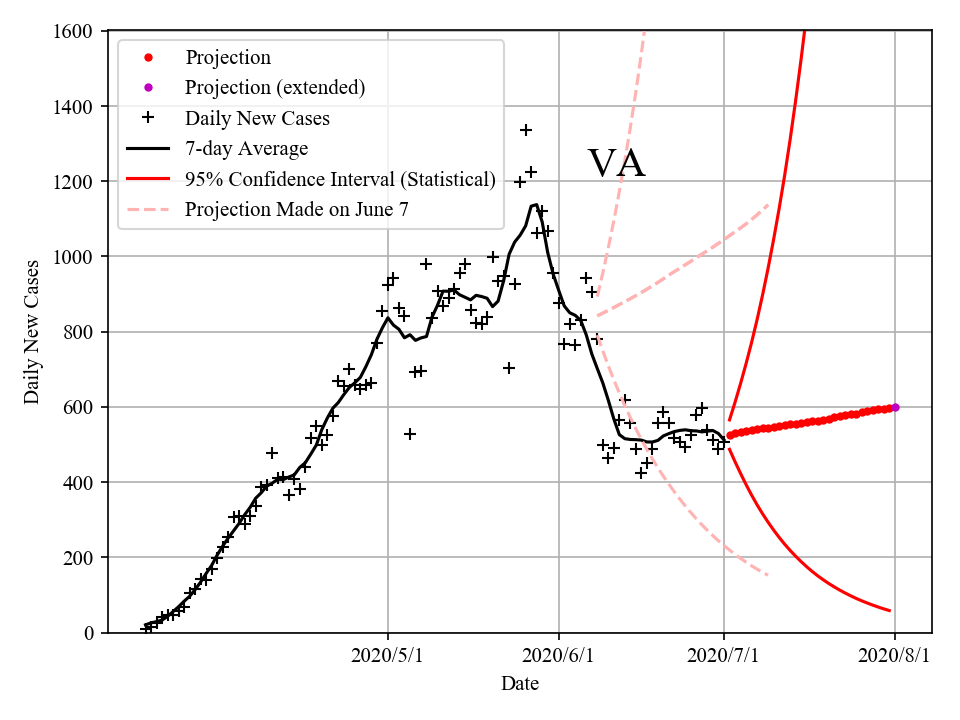 1600
1400
1200
1000
800
600
400
200
0
Daily New Cases
Projection
Projection (extended)
Daily New Cases
7-day Average
95% Confidence Interval (Statistical)
Projection Made on June 7
VA
2020/5/1
2020/6/1
2020/7/1
2020/8/1
Date